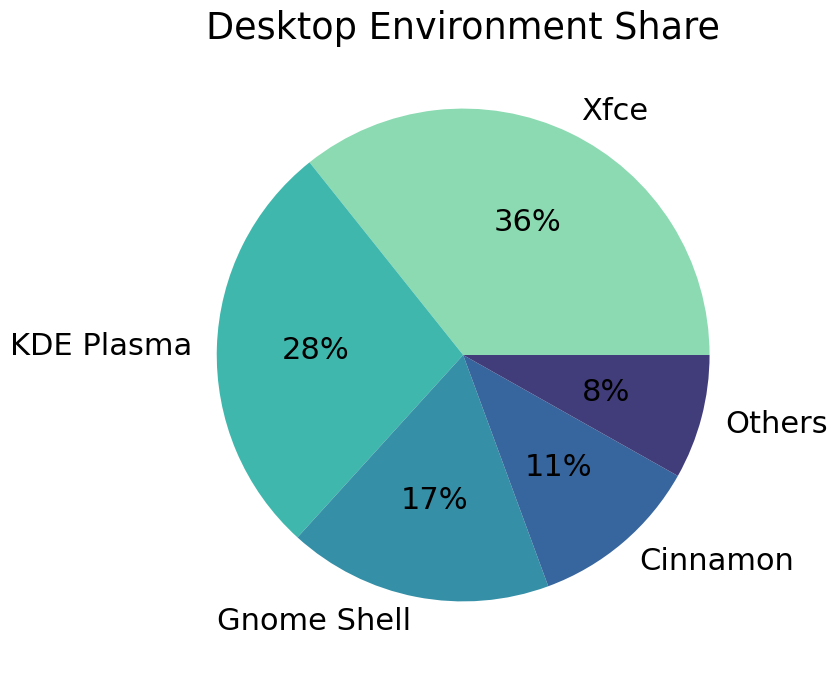 Desktop Environment Share
Xfce
36%
KDE Plasma
28%
17%
Gnome Shell
11%
Cinnamon
8%
Others